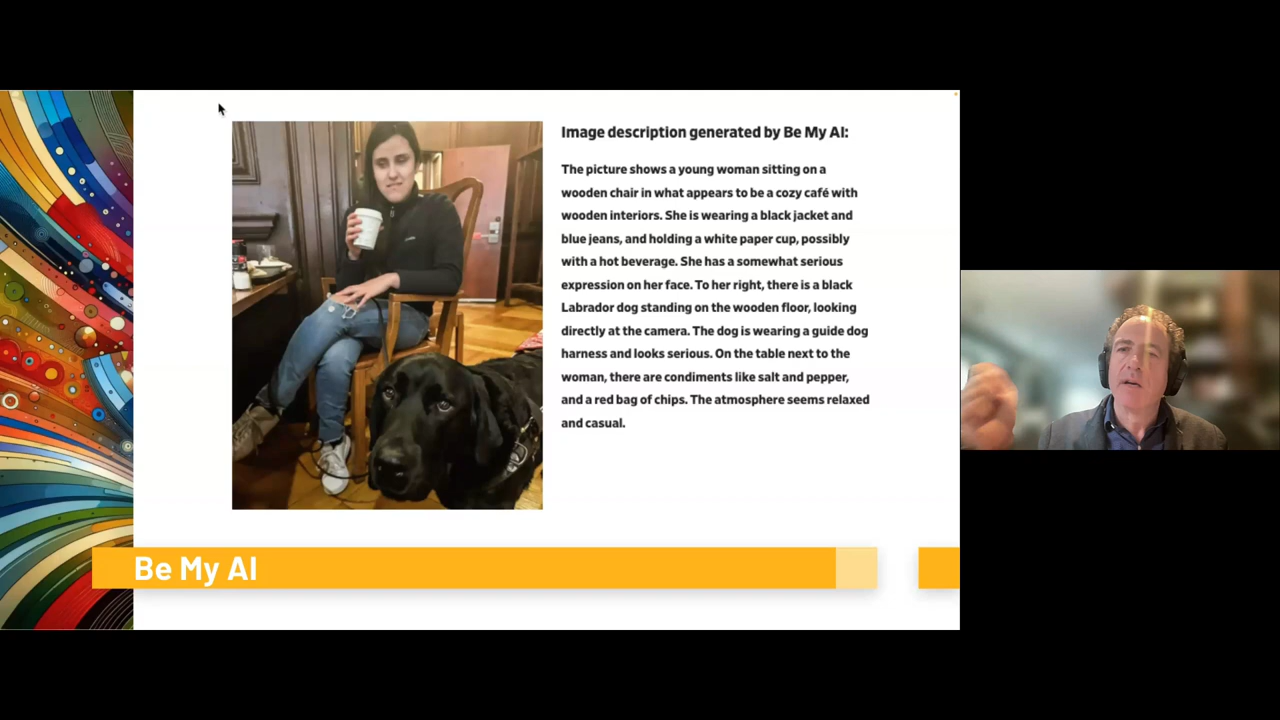 Image description generated by Be My AI:
The picture shows a young woman sitting on a
wooden chair in what appears to be a cozy café with
wooden interiors. She is wearing a black jacket and
blue jeans, and holding a white paper cup, possibly
with a hot beverage. She has a somewhat serious
expression on her face. To her right, there is a black
Labrador dog standing on the wooden floor, looking
directly at the camera. The dog is wearing a guide dog
harness and looks serious. On the table next to the
woman, there are condiments like salt and pepper,
and a red bag of chips. The atmosphere seems relaxed
and casual.
Be My AI